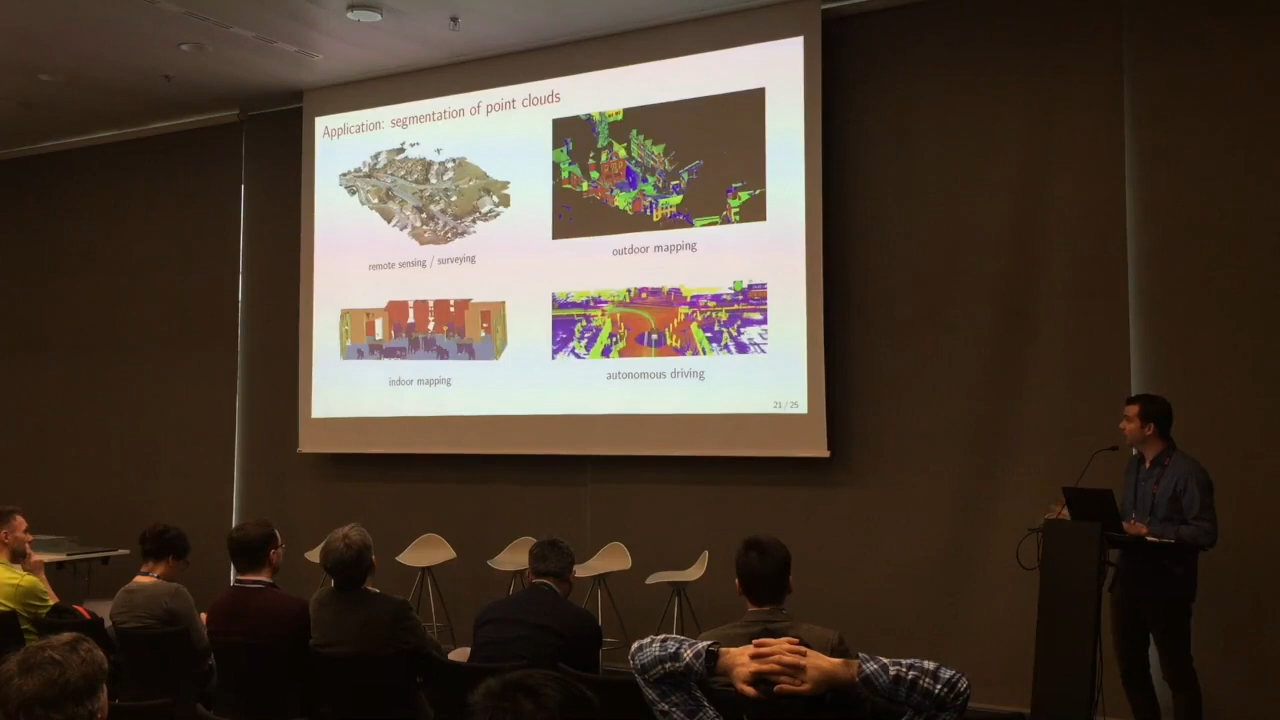 Application: segmentation of point clouds
remote sensing / surveying
outdoor mapping
indoor mapping
autonomous driving
21 / 25